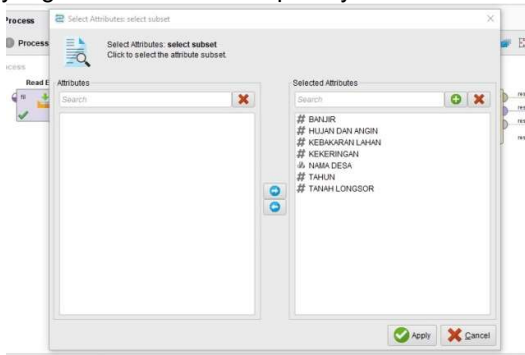 Process
Select Attributes: select subset
Process
Select Attributes: select subset
Click to select the attribute subset.
Read E
Attributes
Selected Attributes
Search
Search
BANJIR
HUJAN DAN ANGIN
KEBAKARAN LAHAN
KEKERINGAN
NAMA DESA
TAHUN
TANAH LONGSOR
Apply
Cancel